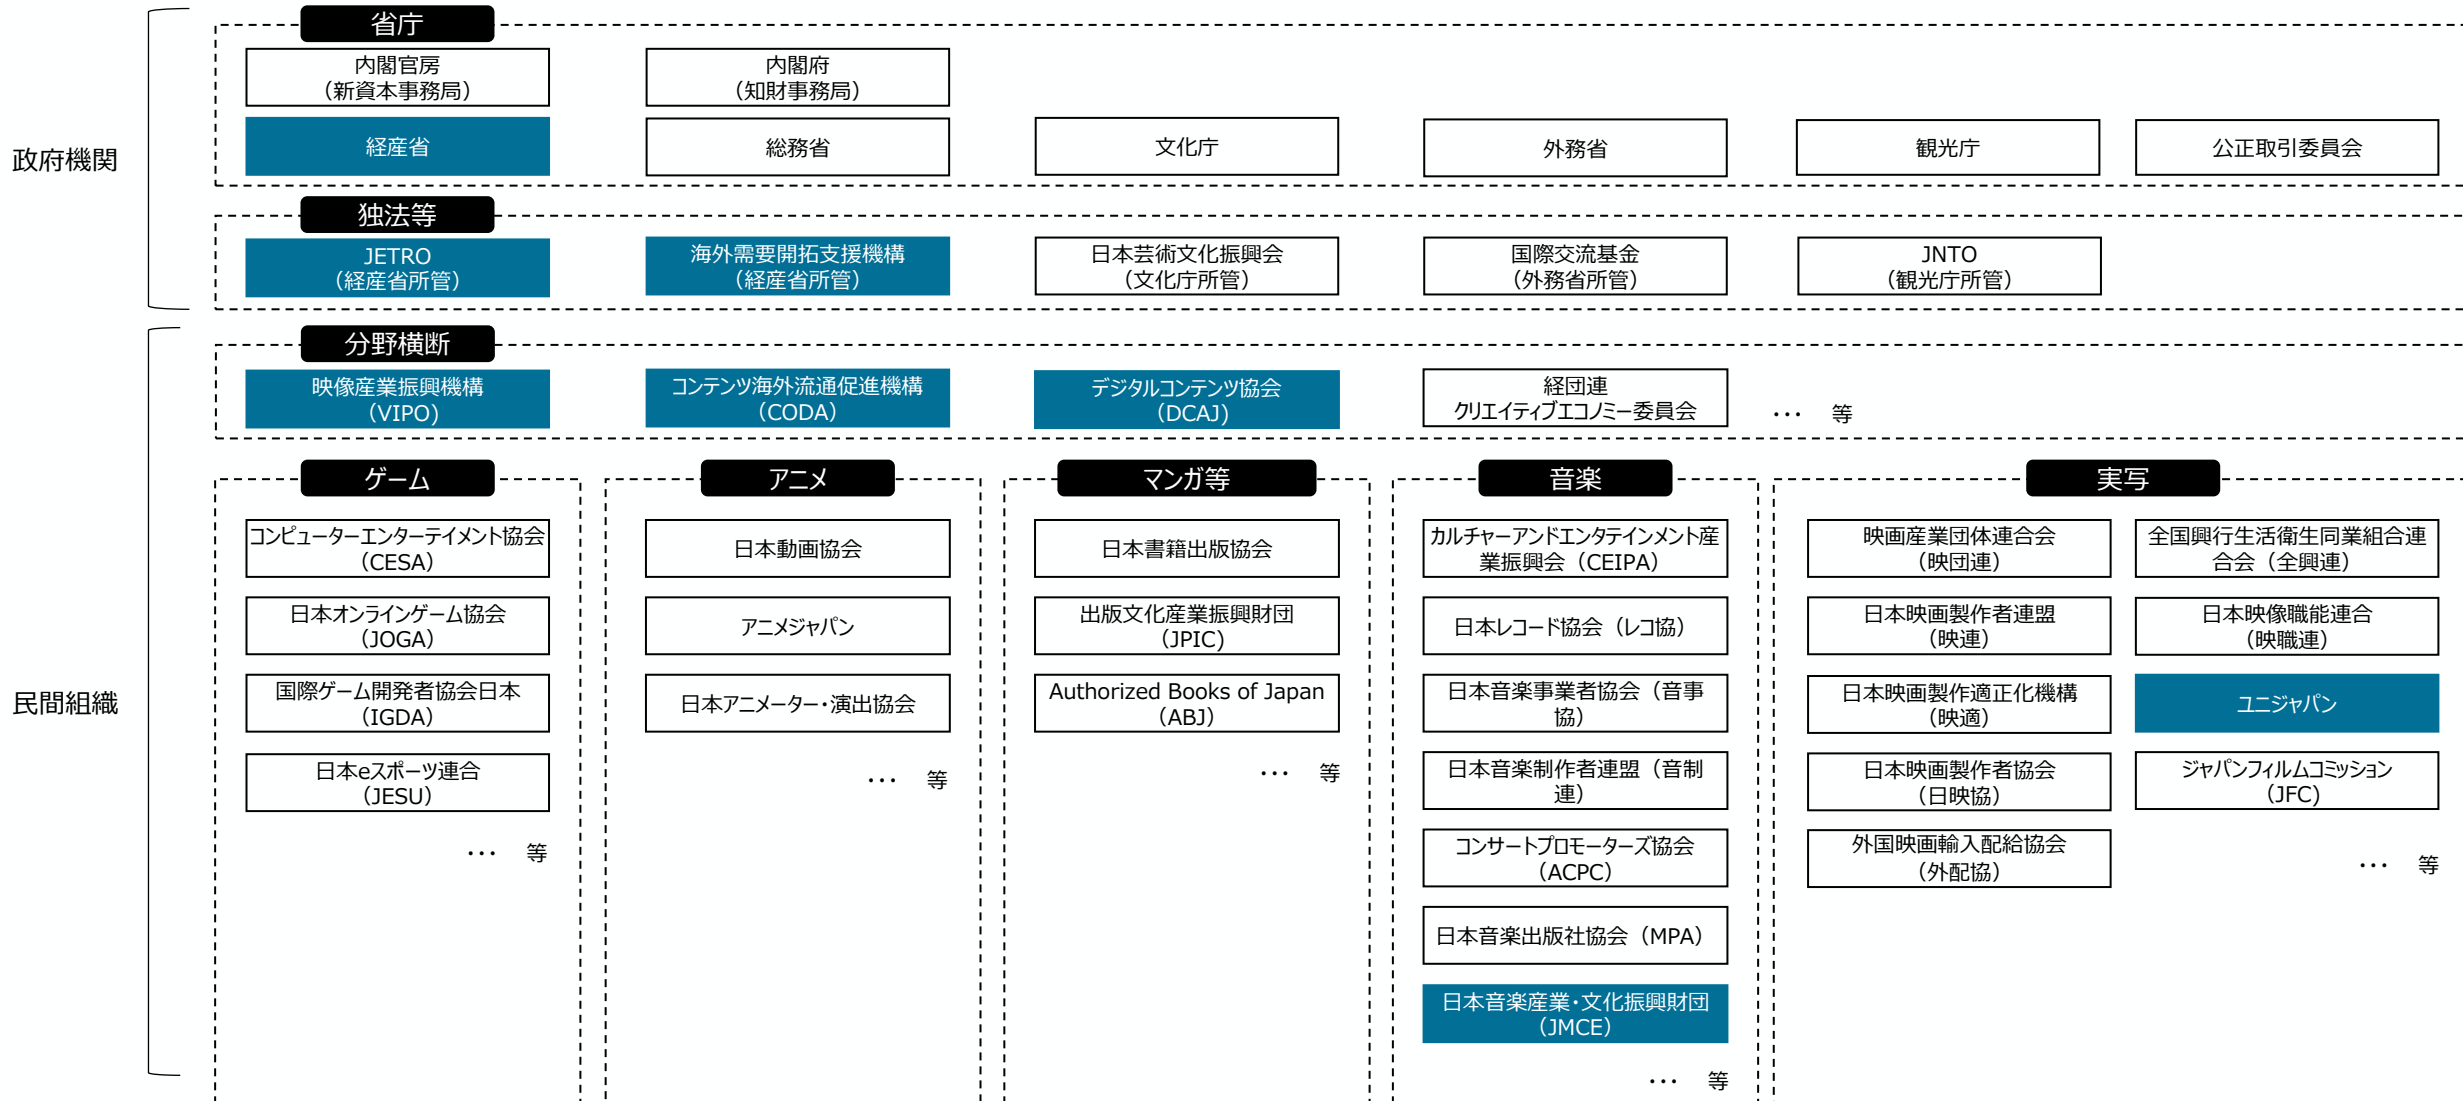 政府機関
省庁
内閣官房
（新資本事務局）
内閣府
（知財事務局）
経産省
総務省
文化庁
外務省
観光庁
公正取引委員会
独法等
JETRO
（経産省所管）
海外需要開拓支援機構
（経産省所管）
日本芸術文化振興会
（文化庁所管）
国際交流基金
（外務省所管）
JNTO
（観光庁所管）
民間組織
分野横断
映像産業振興機構
（VIPO）
コンテンツ海外流通促進機構
（CODA）
デジタルコンテンツ協会
（DCAJ）
経団連
クリエイティブエコノミー委員会
… 等
ゲーム
コンピューターエンターテイメント協会
（CESA）
日本オンラインゲーム協会
（JOGA）
国際ゲーム開発者協会日本
（IGDA）
日本eスポーツ連合
（JESU）
… 等
アニメ
日本動画協会
アニメジャパン
日本アニメーター・演出協会
… 等
マンガ等
日本書籍出版協会
出版文化産業振興財団
（JPIC）
Authorized Books of Japan
（ABJ）
… 等
音楽
カルチャーアンドエンタテインメント産
業振興会（CEIPA）
日本レコード協会（レコ協）
日本音楽事業者協会（音事
協）
日本音楽制作者連盟（音制
連）
コンサートプロモーターズ協会
（ACPC）
日本音楽出版社協会（MPA）
日本音楽産業・文化振興財団
（JMCE）
… 等
実写
映画産業団体連合会
（映団連）
全国興行生活衛生同業組合連
合会（全興連）
日本映画製作者連盟
（映連）
日本映像職能連合
（映職連）
日本映画製作適正化機構
（映適）
ユニジャパン
日本映画製作者協会
（日映協）
ジャパンフィルムコミッション
（JFC）
外国映画輸入配給協会
（外配協）
… 等